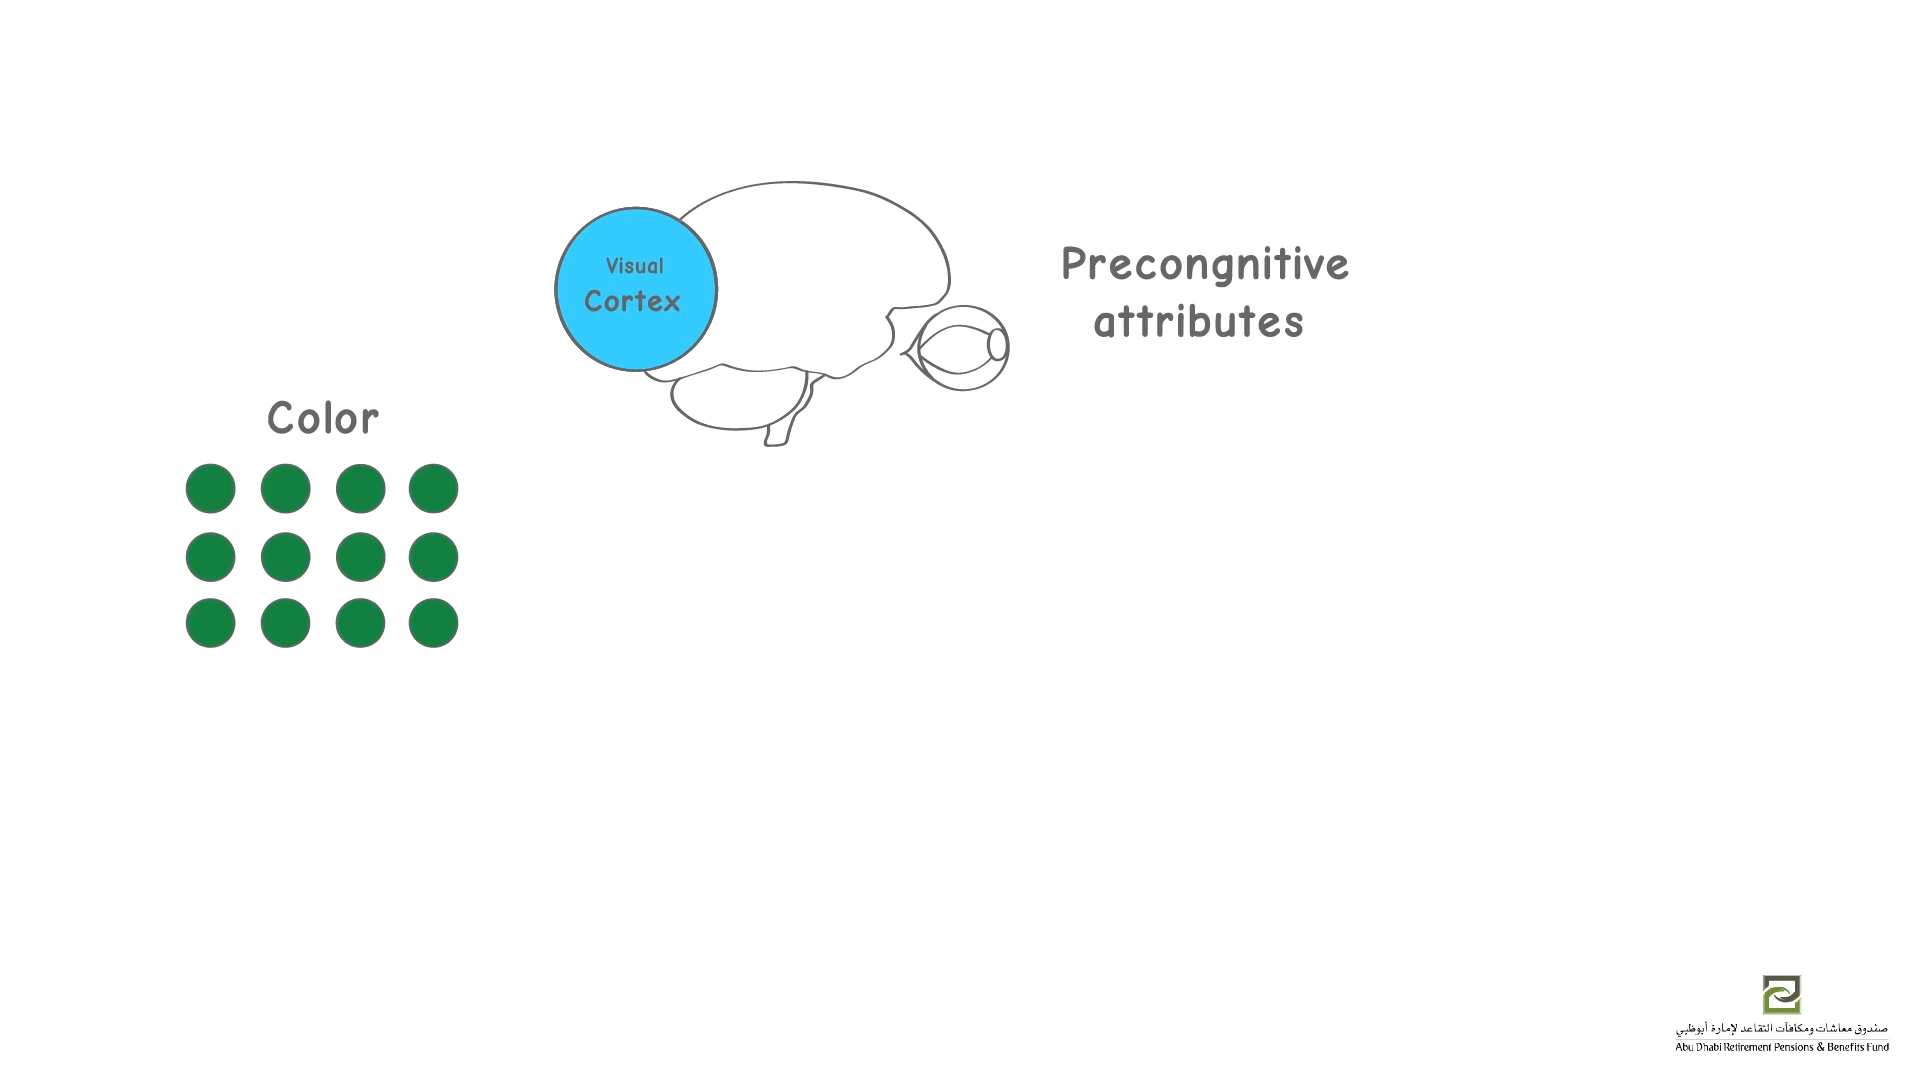 Visual
Cortex
Precongnitive
attributes
Color
صندوق معاشات ومكافآت التقاعد لإمارة أبوظبي
Abu Dhabi Retirement Pensions & Benefits Fund